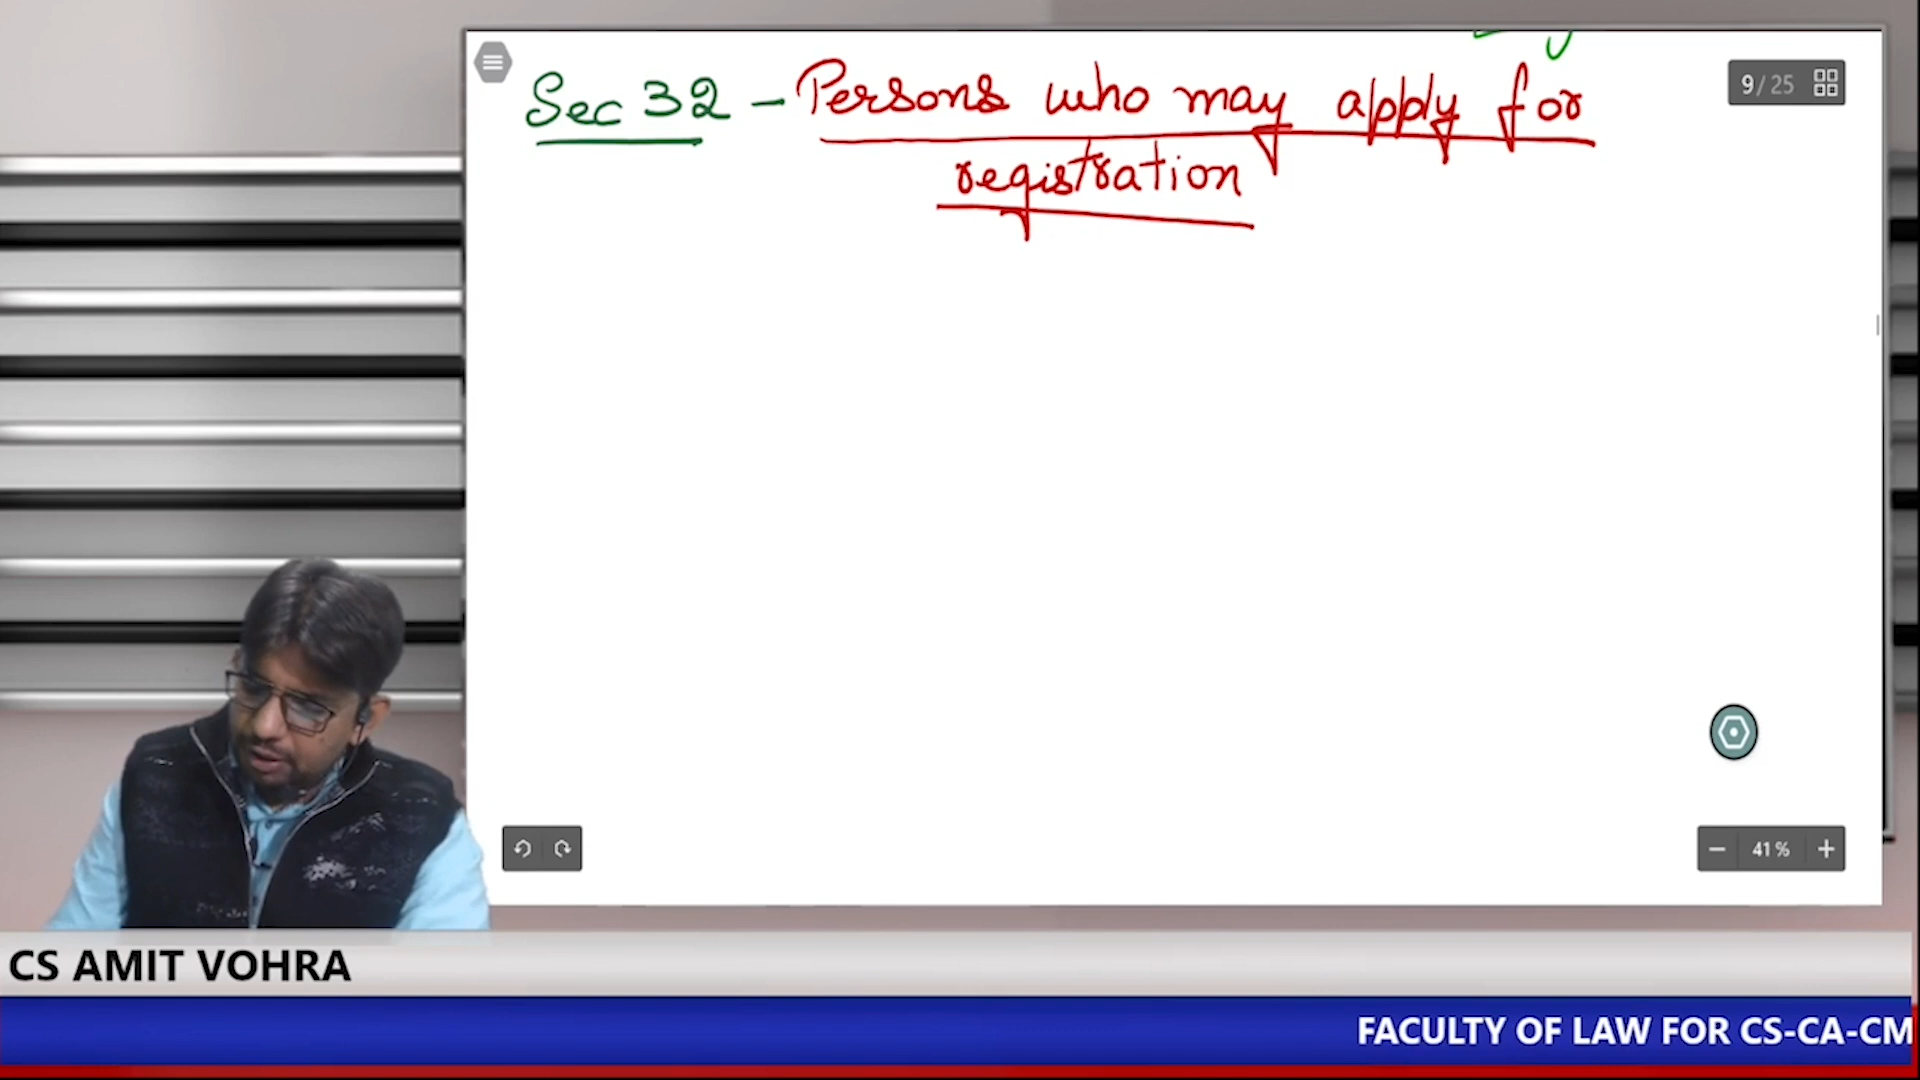 Sec 32 - Persons who may apply for
registration
9/25
41%
CS AMIT VOHRA
FACULTY OF LAW FOR CS-CA-CM